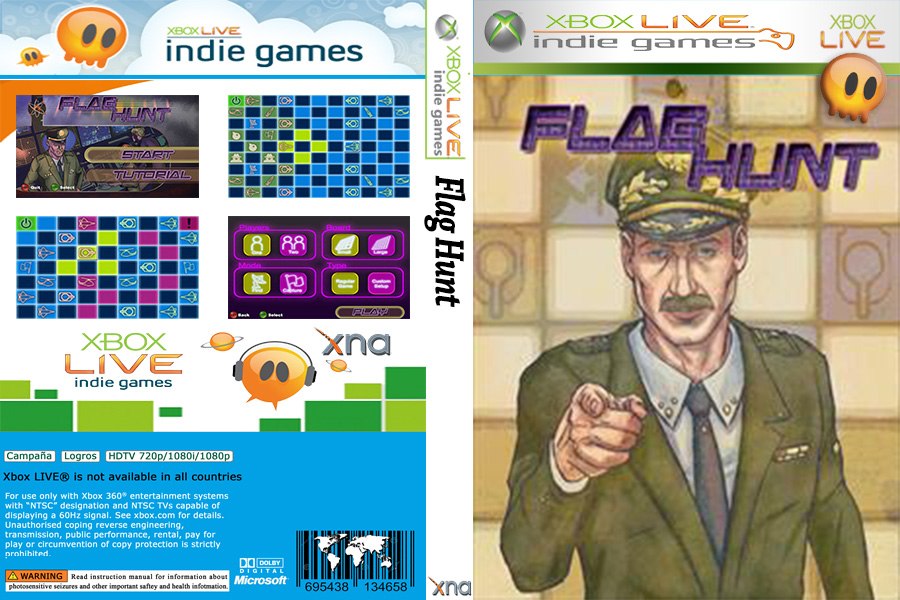 XBOX LIVE
indie games
FLAG
HUNT
START
TUTORIAL
Quit
Select
Players
One
Two
Board
Small
Large
Mode
Capture
Type
Regular
Game
Custom
Setup
Back
Select
PLAY
XBOX
LIVE
indie games
xna
Campaña
Logros
HDTV 720p/1080i/1080p
Xbox LIVE® is not available in all countries
For use only with Xbox 360® entertainment systems
with “NTSC” designation and NTSC TVs capable of
displaying a 60Hz signal. See xbox.com for details.
Unauthorised coping reverse engineering,
transmission, public performance, rental, pay for
play or circumvention of copy protection is strictly
prohibited.
WARNING Read instruction manual for information about
photosensitive seizures and other important saftey and health infotmation.
DOLBY
DIGITAL
Microsoft®
695438 134658
XBOX LIVE
indie games
Flag Hunt
xna
XBOX LIVE
indie games
XBOX
LIVE
FLAG
HUNT